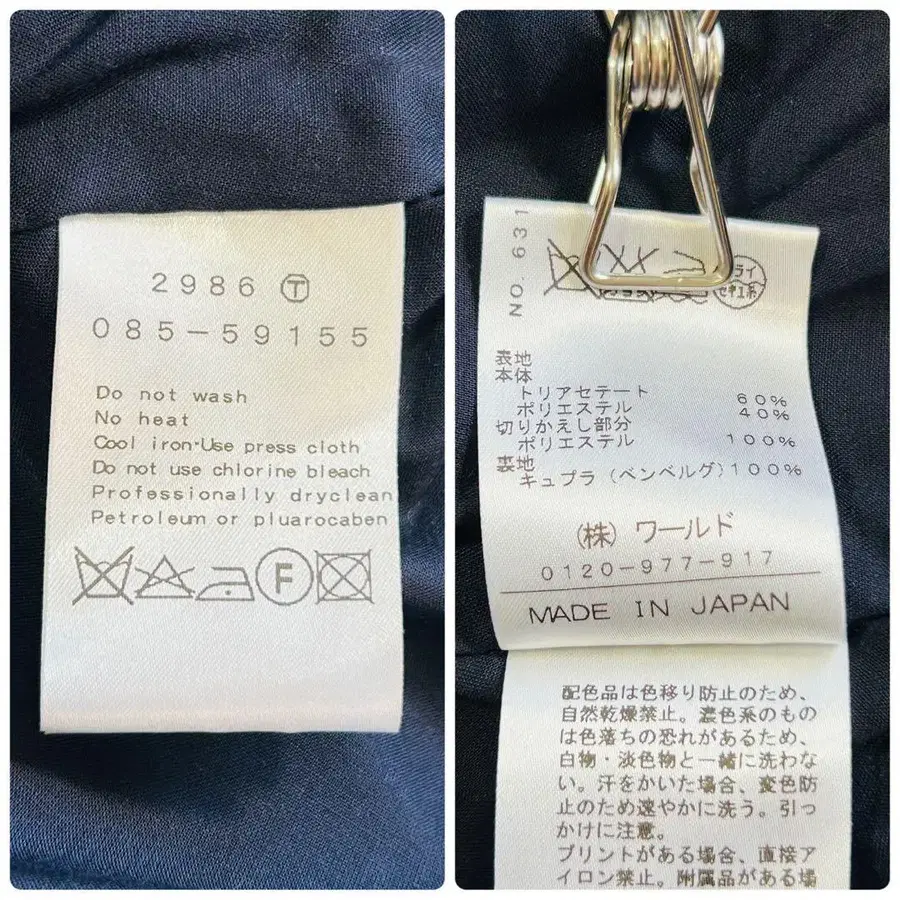 2986 Ⓣ
085-59155
Do not wash
No heat
Cool iron·Use press cloth
Do not use chlorine bleach
Professionally dryclean
Petroleum or pluarocaben
F
NO. 631
ドライ
セキユ系
表地
本体
トリアセテート 60%
ポリエステル 40%
切りかえし部分
ポリエステル 100%
裏地
キュプラ (ベンベルグ) 100%
(株) ワールド
0120-977-917
MADE IN JAPAN
配色品は色移り防止のため、
自然乾燥禁止。濃色系のもの
は色落ちの恐れがあるため、
白物・淡色物と一緒に洗わな
い。汗をかいた場合、変色防
止のため速やかに洗う。引っ
かけに注意。
プリントがある場合、直接ア
イロン禁止。附属品がある場